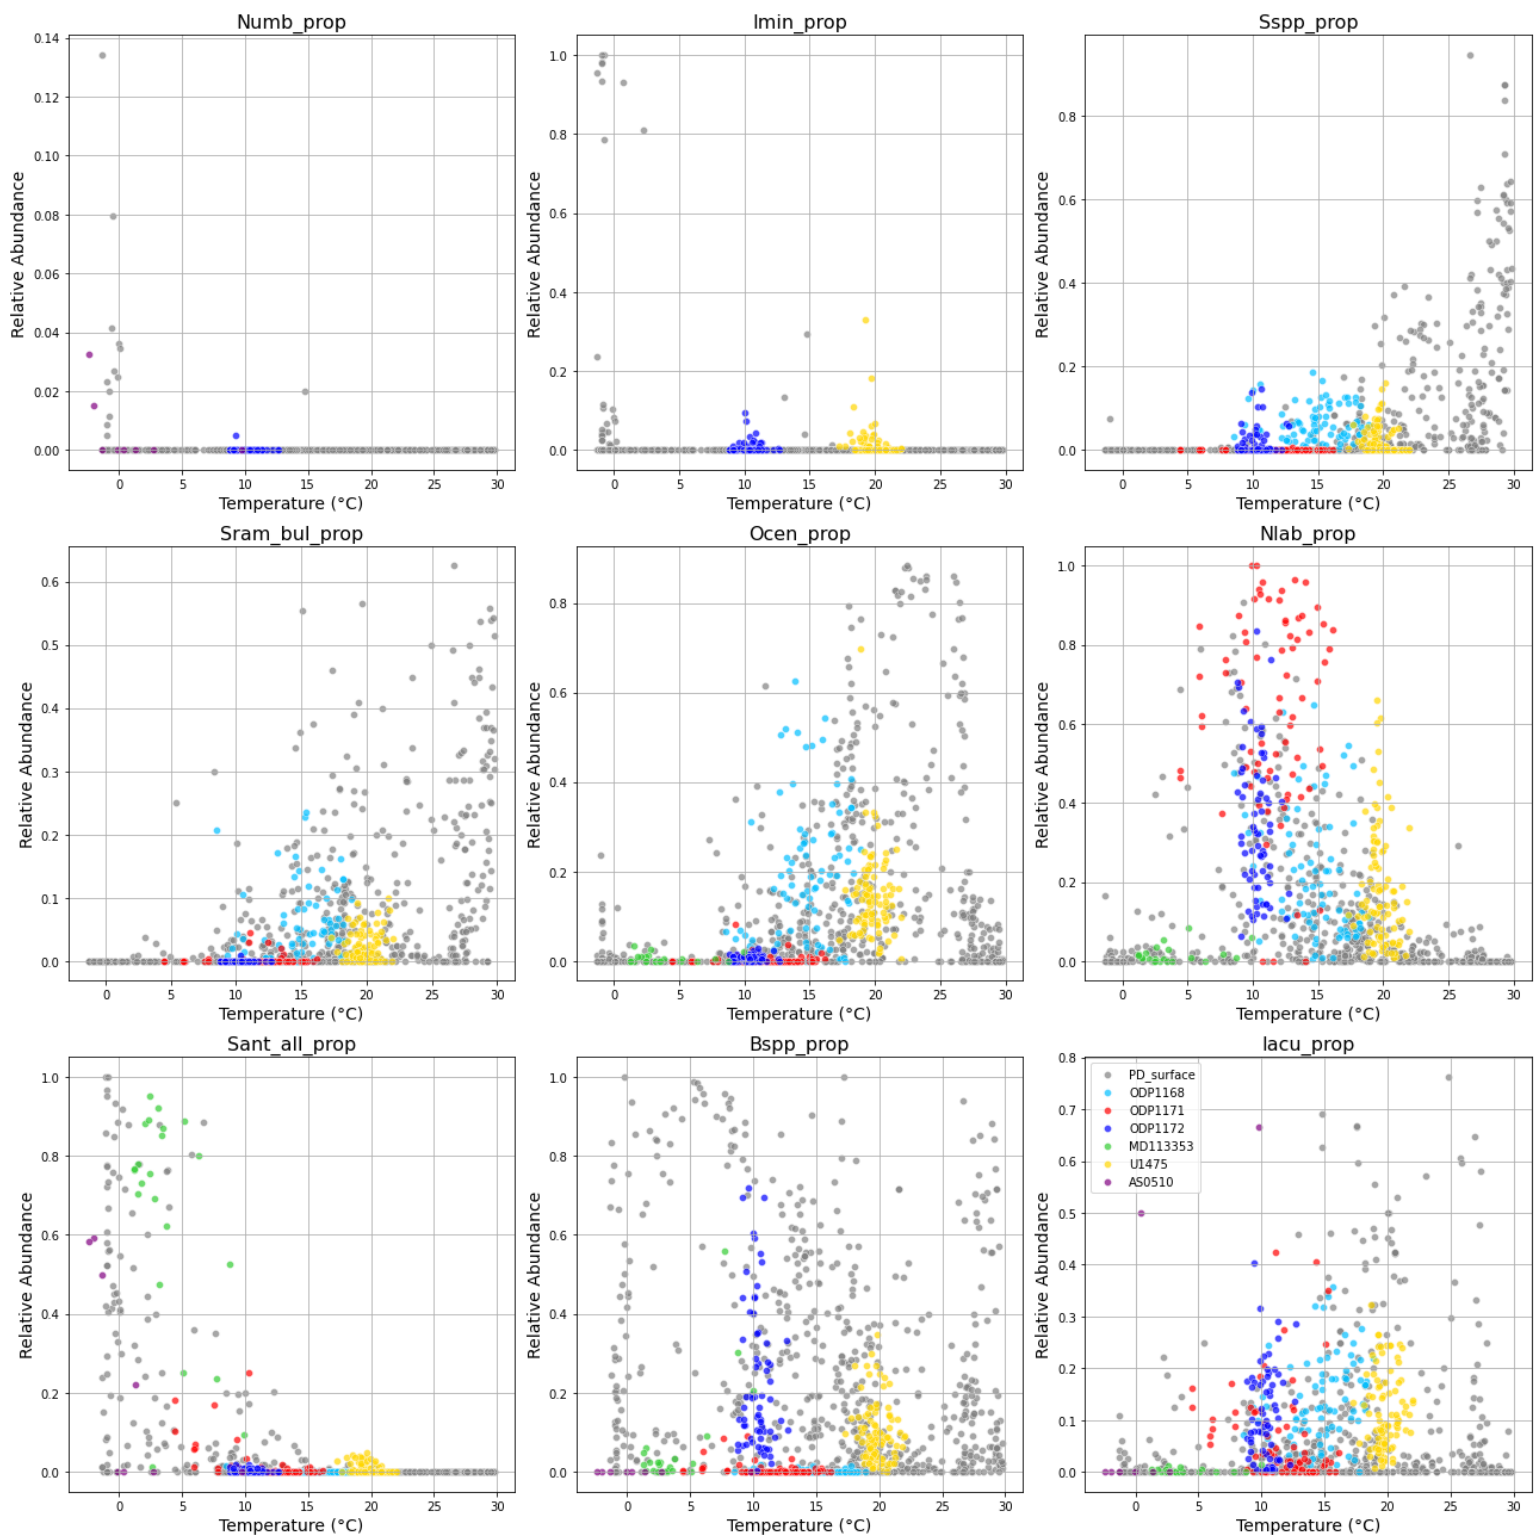 Numb_prop
Relative Abundance
0.14
0.12
0.10
0.08
0.06
0.04
0.02
0.00
0 5 10 15 20 25 30
Temperature (°C)
Imin_prop
Relative Abundance
1.0
0.8
0.6
0.4
0.2
0.0
0 5 10 15 20 25 30
Temperature (°C)
Sspp_prop
Relative Abundance
0.8
0.6
0.4
0.2
0.0
0 5 10 15 20 25 30
Temperature (°C)
Sram_bul_prop
Relative Abundance
0.6
0.5
0.4
0.3
0.2
0.1
0.0
0 5 10 15 20 25 30
Temperature (°C)
Ocen_prop
Relative Abundance
0.8
0.6
0.4
0.2
0.0
0 5 10 15 20 25 30
Temperature (°C)
Nlab_prop
Relative Abundance
1.0
0.8
0.6
0.4
0.2
0.0
0 5 10 15 20 25 30
Temperature (°C)
Sant_all_prop
Relative Abundance
1.0
0.8
0.6
0.4
0.2
0.0
0 5 10 15 20 25 30
Temperature (°C)
Bspp_prop
Relative Abundance
1.0
0.8
0.6
0.4
0.2
0.0
0 5 10 15 20 25 30
Temperature (°C)
Iacu_prop
Relative Abundance
0.8
0.7
0.6
0.5
0.4
0.3
0.2
0.1
0.0
PD_surface
ODP1168
ODP1171
ODP1172
MD113353
U1475
AS0510
0 5 10 15 20 25 30
Temperature (°C)